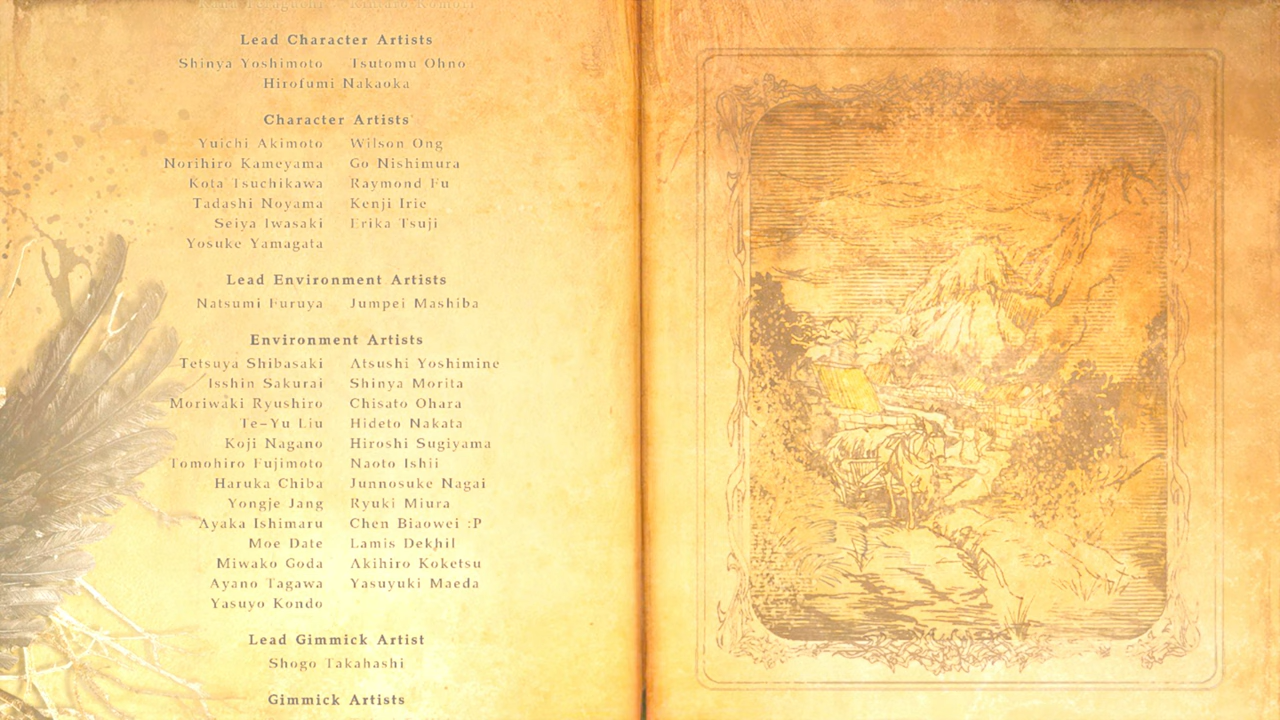 Lead Character Artists
Shinya Yoshimoto Tsutomu Ohno
Hirofumi Nakaoka
Character Artists
Yuichi Akimoto Wilson Ong
Norihiro Kameyama Go Nishimura
Kota Tsuchikawa Raymond Fu
Tadashi Noyama Kenji Irie
Seiya Iwasaki Erika Tsuji
Yosuke Yamagata
Lead Environment Artists
Natsumi Furuya Jumpei Mashiba
Environment Artists
Tetsuya Shibasaki Atsushi Yoshimine
Isshin Sakurai Shinya Morita
Moriwaki Ryushiro Chisato Ohara
Te-Yu Liu Hideto Nakata
Koji Nagano Hiroshi Sugiyama
Tomohiro Fujimoto Naoto Ishii
Haruka Chiba Junnosuke Nagai
Yongje Jang Ryuki Miura
Ayaka Ishimaru Chen Biaowei :P
Moe Date Lamis Dekhil
Miwako Goda Akihiro Koketsu
Ayano Tagawa Yasuyuki Maeda
Yasuyo Kondo
Lead Gimmick Artist
Shogo Takahashi
Gimmick Artists